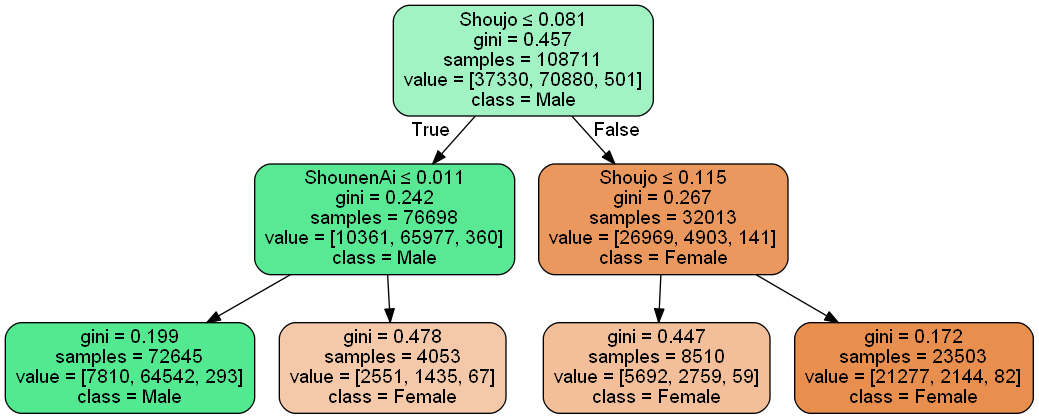 Shoujo ≤ 0.081
gini = 0.457
samples = 108711
value = [37330, 70880, 501]
class = Male
True
False
ShounenAi ≤ 0.011
gini = 0.242
samples = 76698
value = [10361, 65977, 360]
class = Male
Shoujo ≤ 0.115
gini = 0.267
samples = 32013
value = [26969, 4903, 141]
class = Female
gini = 0.199
samples = 72645
value = [7810, 64542, 293]
class = Male
gini = 0.478
samples = 4053
value = [2551, 1435, 67]
class = Female
gini = 0.447
samples = 8510
value = [5692, 2759, 59]
class = Female
gini = 0.172
samples = 23503
value = [21277, 2144, 82]
class = Female